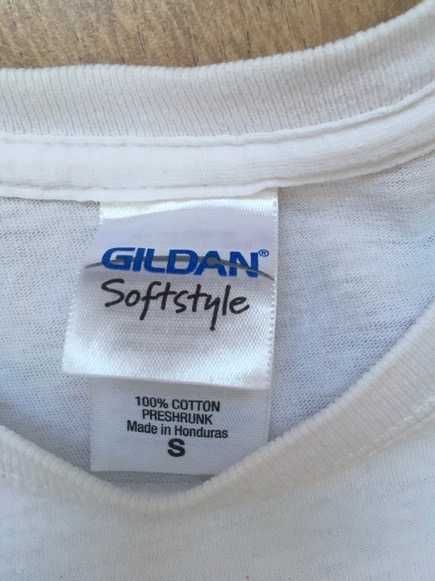 GILDAN®
Softstyle
100% COTTON
PRESHRUNK
Made in Honduras
S